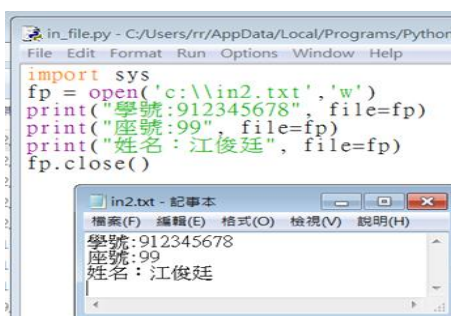 in_file.py - C:/Users/rr/AppData/Local/Programs/Python
File Edit Format Run Options Window Help
import sys
fp = open('c:\\in2.txt','w')
print("學號:912345678", file=fp)
print("座號:99", file=fp)
print("姓名：江俊廷", file=fp)
fp.close()
in2.txt - 記事本
檔案(F) 編輯(E) 格式(O) 檢視(V) 說明(H)
學號:912345678
座號:99
姓名：江俊廷